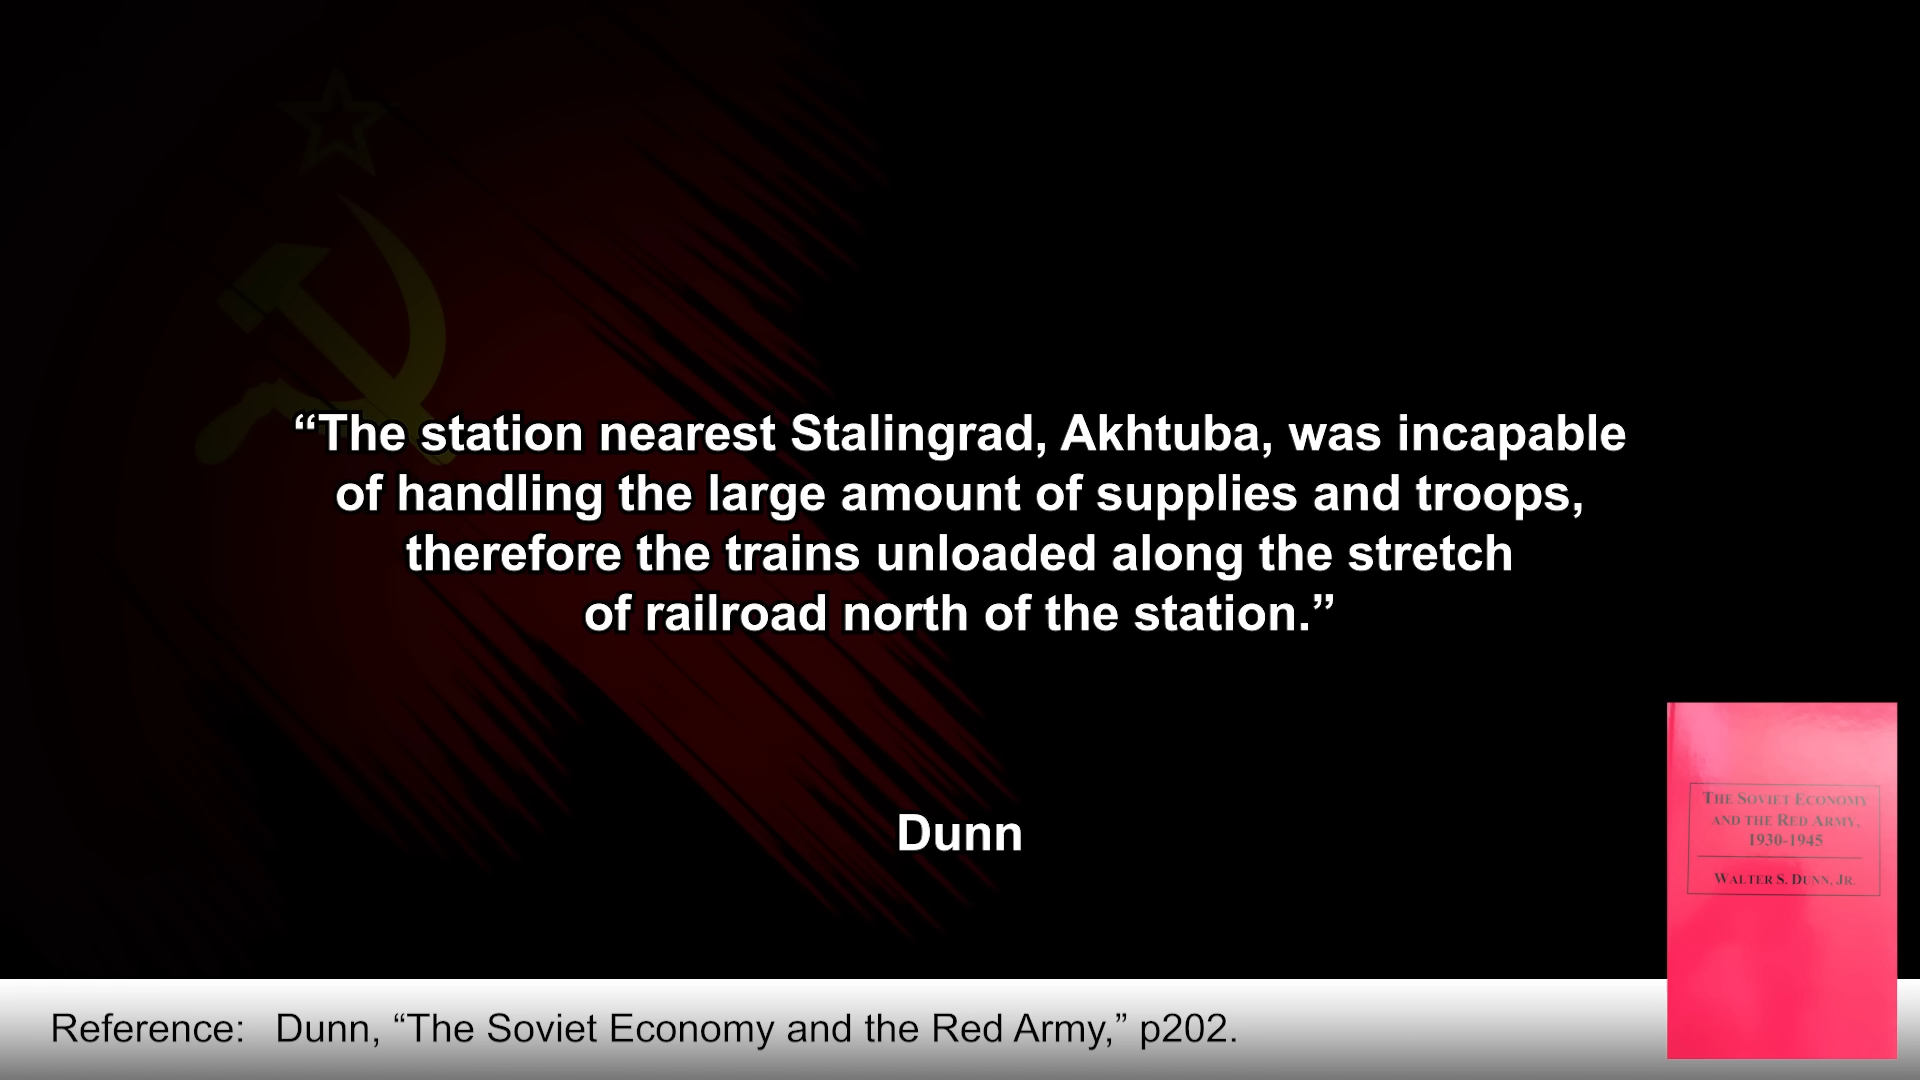 “The station nearest Stalingrad, Akhtuba, was incapable
of handling the large amount of supplies and troops,
therefore the trains unloaded along the stretch
of railroad north of the station.”
Dunn
THE SOVIET ECONOMY
AND THE RED ARMY,
1930-1945
WALTER S. DUNN, JR.
Reference: Dunn, “The Soviet Economy and the Red Army,” p202.